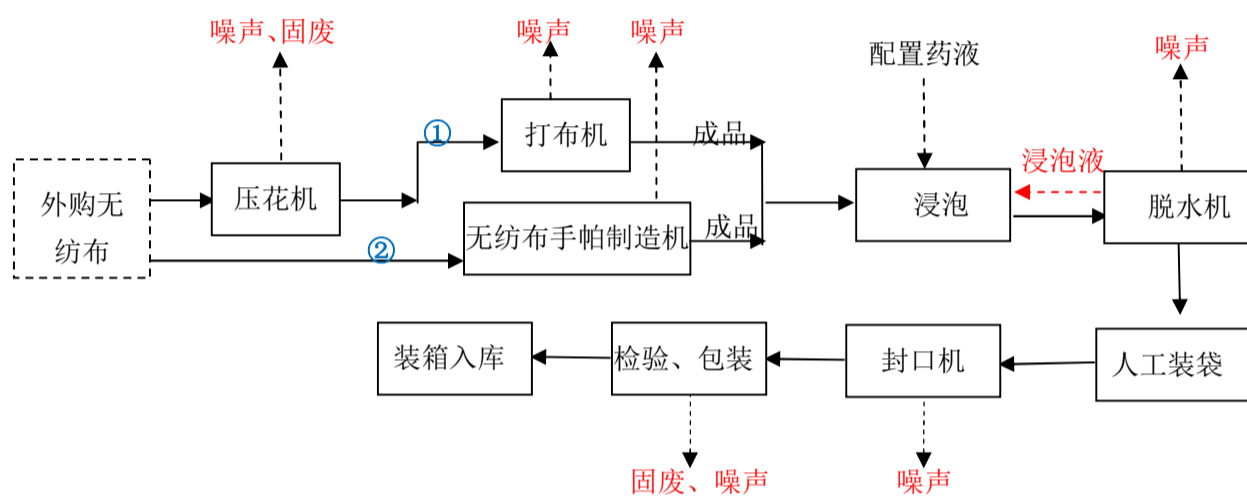 噪声、固废
噪声
噪声
配置药液
噪声
①
打布机
成品
浸泡液
外购无
纺布
压花机
浸泡
脱水机
②
无纺布手帕制造机
成品
装箱入库
检验、包装
封口机
人工装袋
固废、噪声
噪声